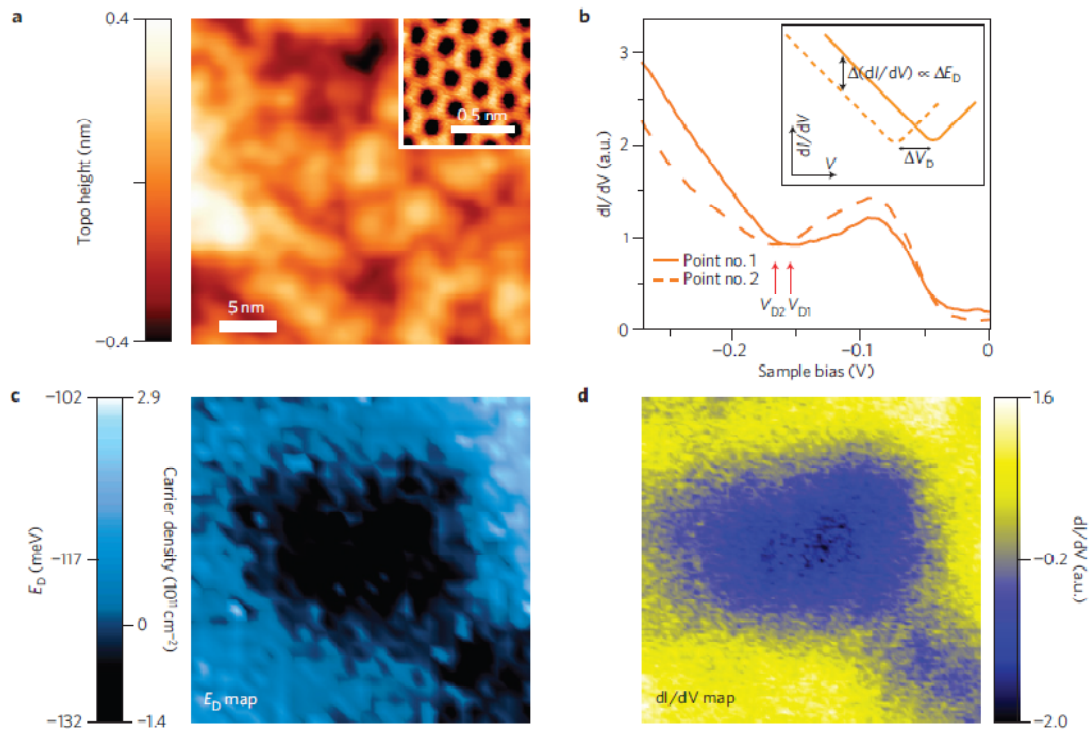 a
0.4
Topo height (nm)
−0.4
0.5 nm
5 nm
b
3
2
1
0
dI/dV (a.u.)
Δ(dI/dV) ∝ ΔE_D
dI/dV
V
ΔV_D
Point no. 1
Point no. 2
V_D2 V_D1
−0.2
−0.1
0
Sample bias (V)
c
−102
2.9
E_D (meV)
−117
0
Carrier density (10¹¹ cm⁻²)
−132
−1.4
E_D map
d
1.6
−0.2
−2.0
dI/dV (a.u.)
dI/dV map